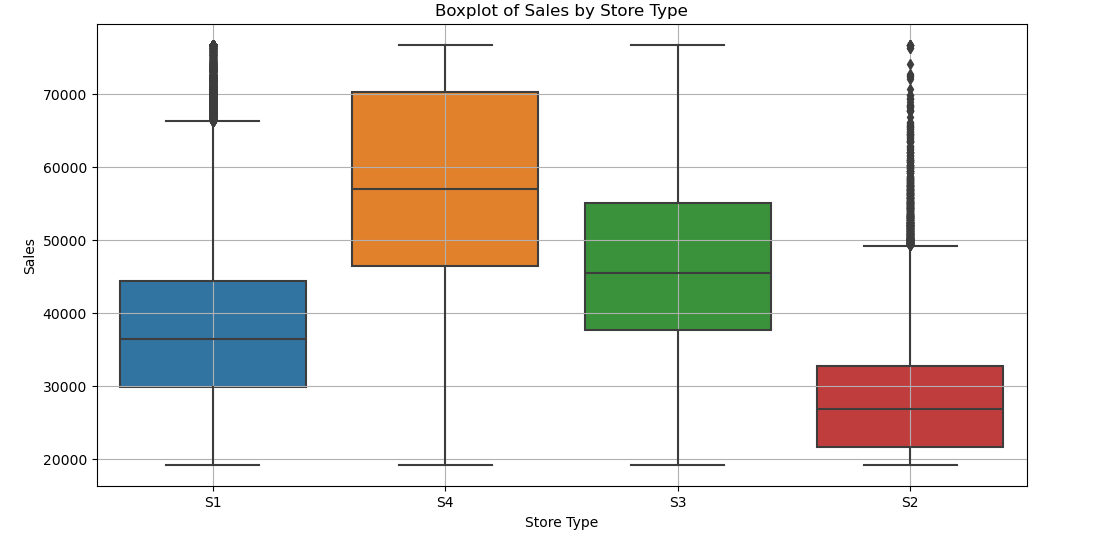 Boxplot of Sales by Store Type
Sales
70000
60000
50000
40000
30000
20000
S1
S4
S3
S2
Store Type